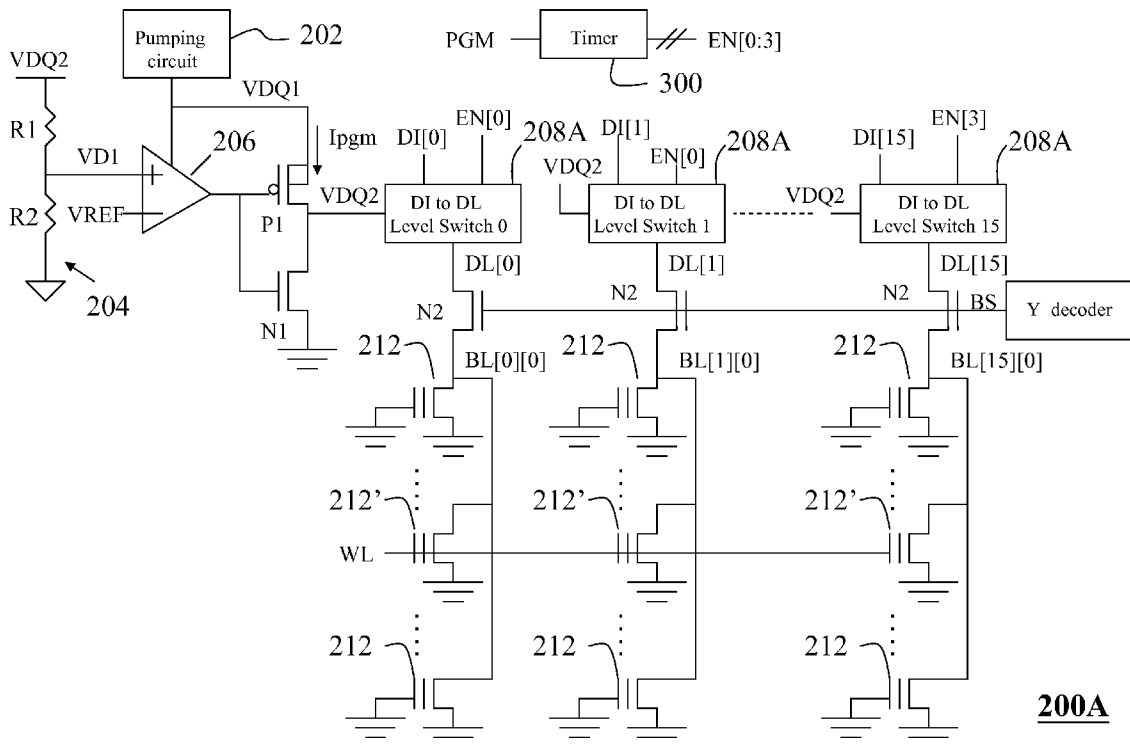 Pumping
circuit
202
PGM
Timer
EN[0:3]
300
VDQ2
VDQ1
R1
VD1
+
206
Ipgm
R2
VREF
−
P1
204
N1
VDQ2
DI[0]
EN[0]
208A
DI to DL
Level Switch 0
VDQ2
DI[1]
EN[0]
208A
DI to DL
Level Switch 1
VDQ2
DI[15]
EN[3]
208A
DI to DL
Level Switch 15
DL[0]
DL[1]
DL[15]
N2
N2
N2
BS
Y decoder
212
BL[0][0]
212
BL[1][0]
212
BL[15][0]
212’
212’
212’
WL
212
212
212
200A